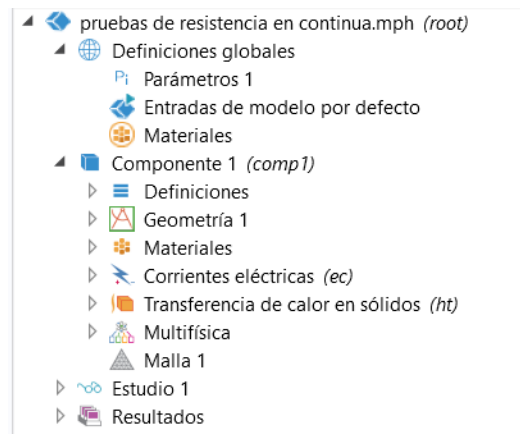 pruebas de resistencia en continua.mph (root)
Definiciones globales
Pi Parámetros 1
Entradas de modelo por defecto
Materiales
Componente 1 (comp1)
Definiciones
Geometría 1
Materiales
Corrientes eléctricas (ec)
Transferencia de calor en sólidos (ht)
Multifísica
Malla 1
Estudio 1
Resultados